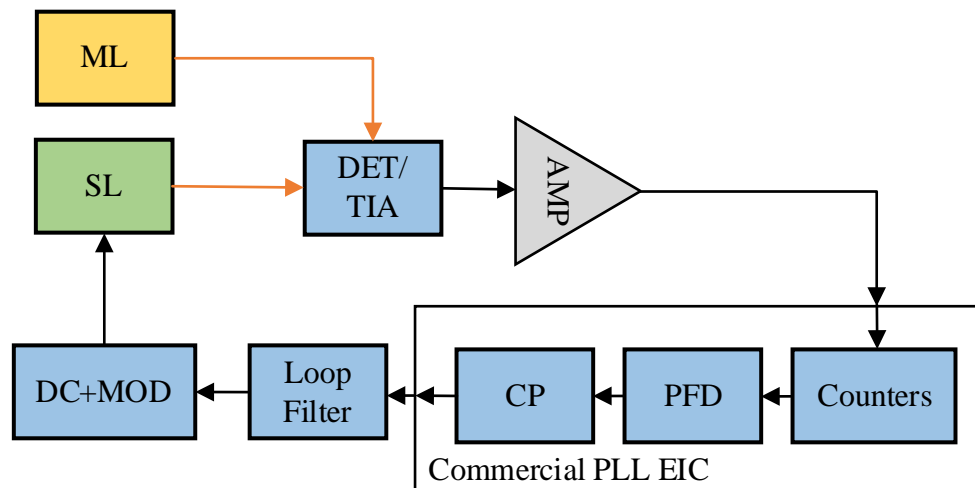 ML
SL
DET/
TIA
AMP
DC+MOD
Loop
Filter
CP
PFD
Counters
Commercial PLL EIC